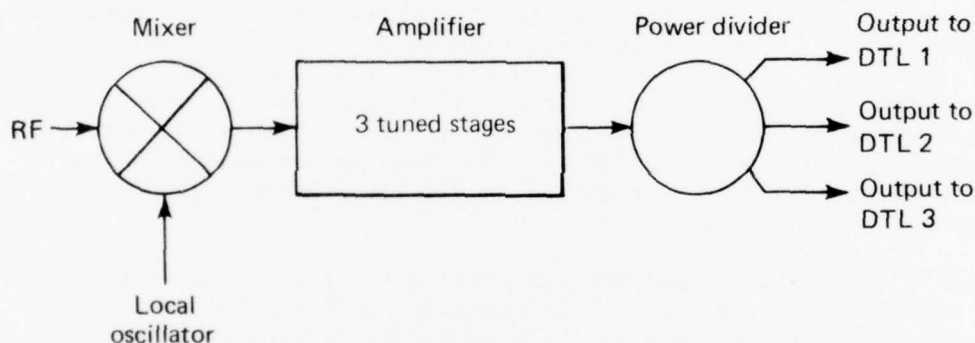 Mixer
Amplifier
Power divider
Output to
DTL 1
RF
3 tuned stages
Output to
DTL 2
Output to
DTL 3
Local
oscillator